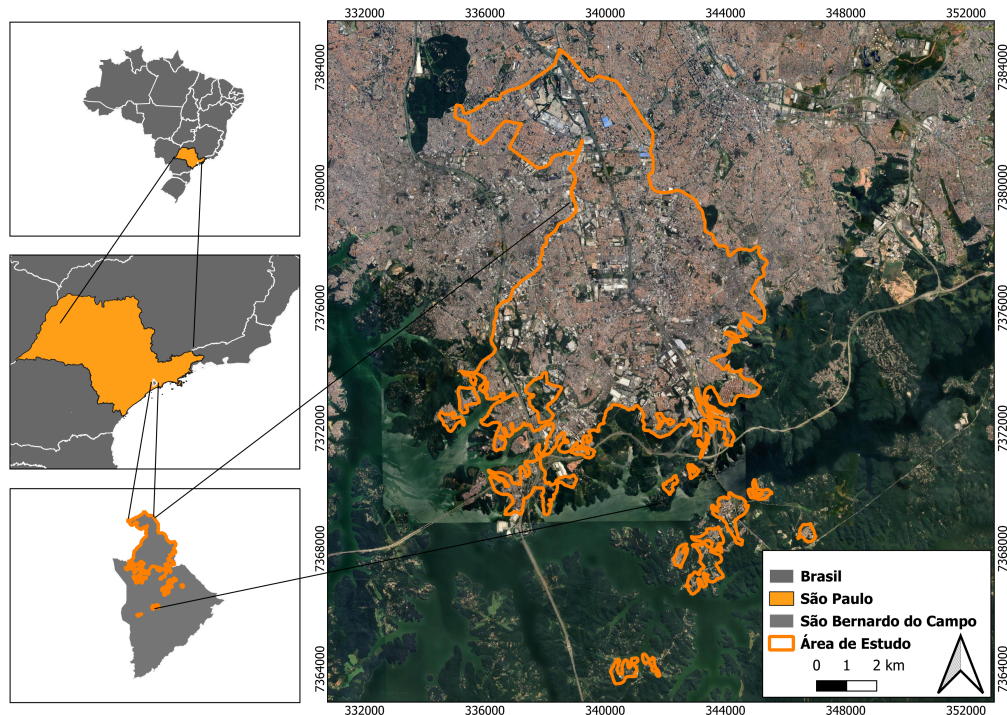 332000 336000 340000 344000 348000 352000
7384000 7384000
7380000 7380000
7376000 7376000
7372000 7372000
7368000 7368000
7364000 7364000
Brasil
São Paulo
São Bernardo do Campo
Área de Estudo
0 1 2 km
332000 336000 340000 344000 348000 352000